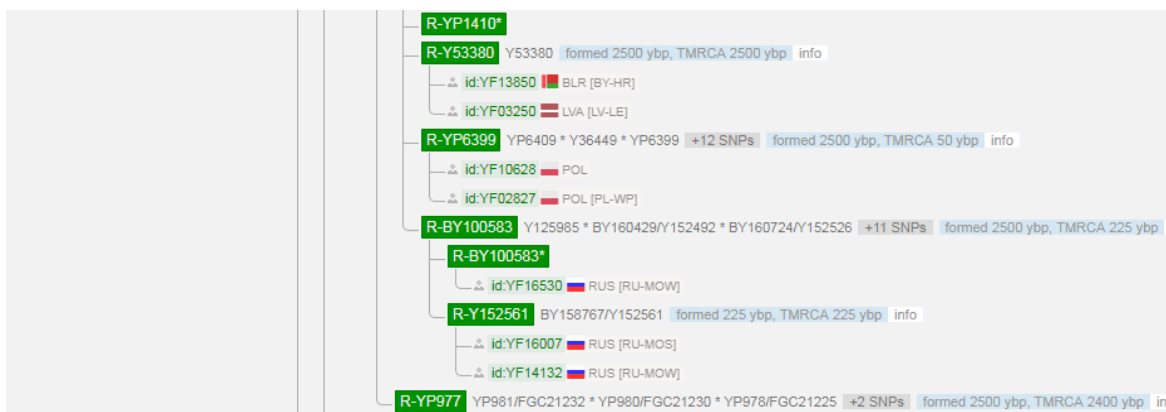 R-YP1410*
R-Y53380 Y53380 formed 2500 ybp, TMRCA 2500 ybp info
id:YF13850 BLR [BY-HR]
id:YF03250 LVA [LV-LE]
R-YP6399 YP6409 * Y36449 * YP6399 +12 SNPs formed 2500 ybp, TMRCA 50 ybp info
id:YF10628 POL
id:YF02827 POL [PL-WP]
R-BY100583 Y125985 * BY160429/Y152492 * BY160724/Y152526 +11 SNPs formed 2500 ybp, TMRCA 225 ybp
R-BY100583*
id:YF16530 RUS [RU-MOW]
R-Y152561 BY158767/Y152561 formed 225 ybp, TMRCA 225 ybp info
id:YF16007 RUS [RU-MOS]
id:YF14132 RUS [RU-MOW]
R-YP977 YP981/FGC21232 * YP980/FGC21230 * YP978/FGC21225 +2 SNPs formed 2500 ybp, TMRCA 2400 ybp